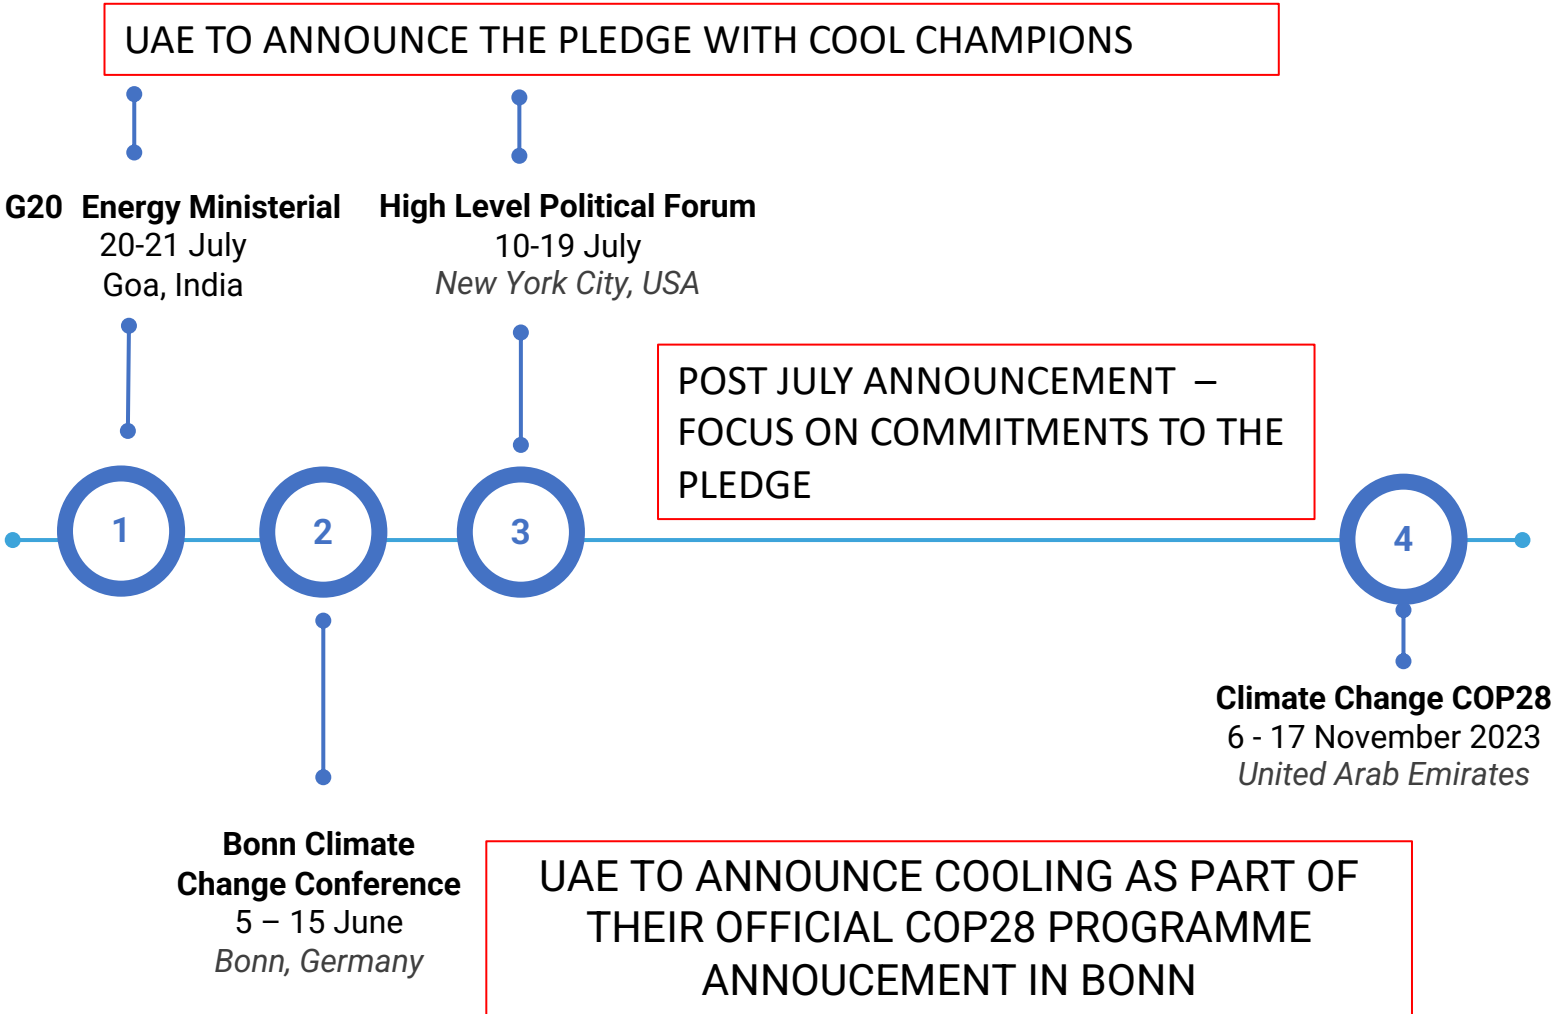 UAE TO ANNOUNCE THE PLEDGE WITH COOL CHAMPIONS
G20 Energy Ministerial
20-21 July
Goa, India
High Level Political Forum
10-19 July
New York City, USA
POST JULY ANNOUNCEMENT –
FOCUS ON COMMITMENTS TO THE
PLEDGE
1
2
3
4
Climate Change COP28
6 - 17 November 2023
United Arab Emirates
Bonn Climate
Change Conference
5 – 15 June
Bonn, Germany
UAE TO ANNOUNCE COOLING AS PART OF
THEIR OFFICIAL COP28 PROGRAMME
ANNOUCEMENT IN BONN